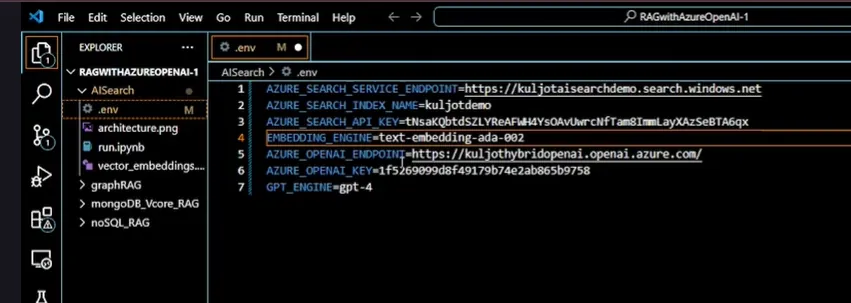 File Edit Selection View Go Run Terminal Help
RAGwithAzureOpenAI-1
EXPLORER ···
.env M
RAGWITHAZUREOPENAI-1
AISearch > .env
AISearch
.env M
architecture.png
run.ipynb
vector_embeddings....
graphRAG
mongoDB_Vcore_RAG
noSQL_RAG
1 AZURE_SEARCH_SERVICE_ENDPOINT=https://kuljotaisearchdemo.search.windows.net
2 AZURE_SEARCH_INDEX_NAME=kuljotdemo
3 AZURE_SEARCH_API_KEY=tNsaKQbtdSZLYReAFWH4YsOAvUwrcNfTam8ImmLayXAzSeBTA6qx
4 EMBEDDING_ENGINE=text-embedding-ada-002
5 AZURE_OPENAI_ENDPOINT=https://kuljothybridopenai.openai.azure.com/
6 AZURE_OPENAI_KEY=1f5269099d8f49179b74e2ab865b9758
7 GPT_ENGINE=gpt-4